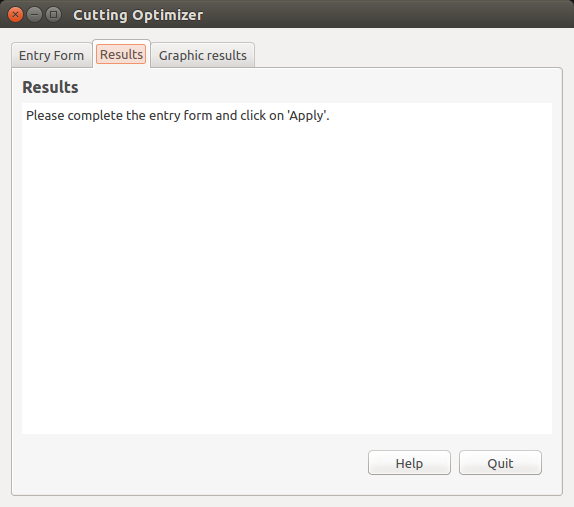 Cutting Optimizer
Entry Form
Results
Graphic results
Results
Please complete the entry form and click on 'Apply'.
Help
Quit